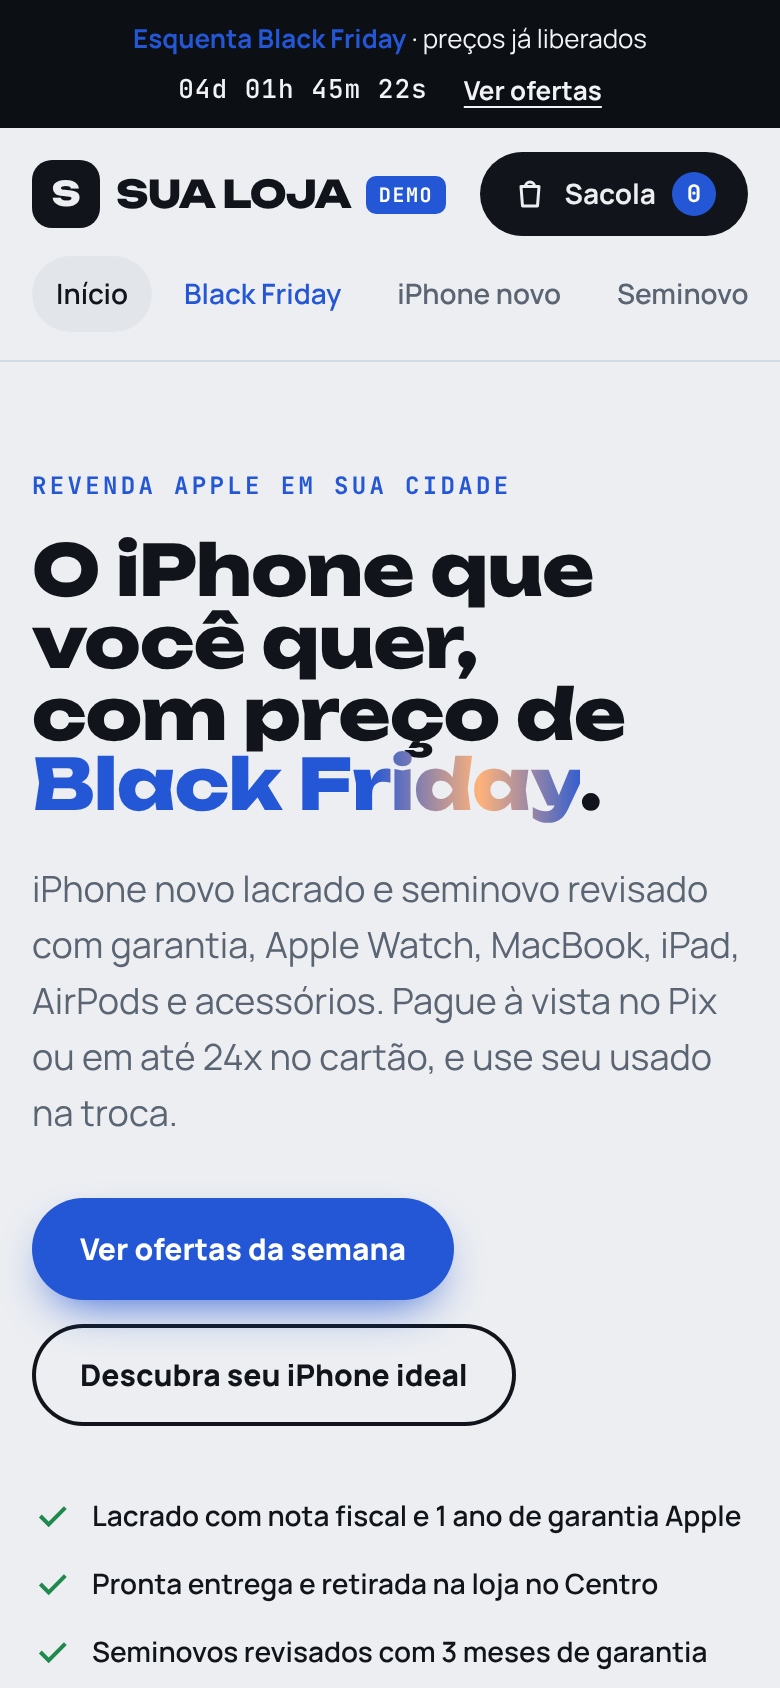 Esquenta Black Friday · preços já liberados
04d 01h 45m 22s Ver ofertas
S SUA LOJA DEMO Sacola 0
Início Black Friday iPhone novo Seminovo
REVENDA APPLE EM SUA CIDADE
O iPhone que
você quer,
com preço de
Black Friday.
iPhone novo lacrado e seminovo revisado
com garantia, Apple Watch, MacBook, iPad,
AirPods e acessórios. Pague à vista no Pix
ou em até 24x no cartão, e use seu usado
na troca.
Ver ofertas da semana
Descubra seu iPhone ideal
Lacrado com nota fiscal e 1 ano de garantia Apple
Pronta entrega e retirada na loja no Centro
Seminovos revisados com 3 meses de garantia